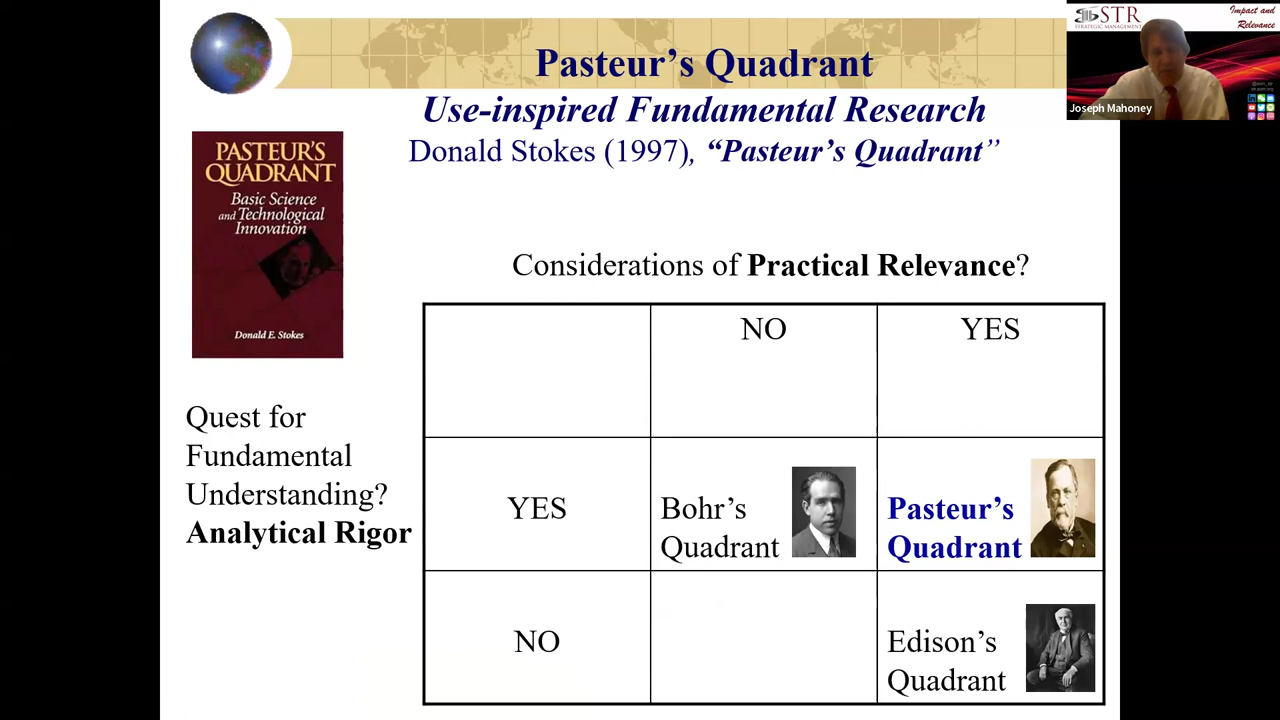 Pasteur's Quadrant
Use-inspired Fundamental Research
Donald Stokes (1997), “Pasteur's Quadrant”
STR
STRATEGIC MANAGEMENT
Impact and
Relevance
Joseph Mahoney
PASTEUR'S
QUADRANT
Basic Science
and Technological
Innovation
Donald E. Stokes
Considerations of Practical Relevance?
NO
YES
Quest for
Fundamental
Understanding?
Analytical Rigor
YES
Bohr's
Quadrant
Pasteur's
Quadrant
NO
Edison's
Quadrant